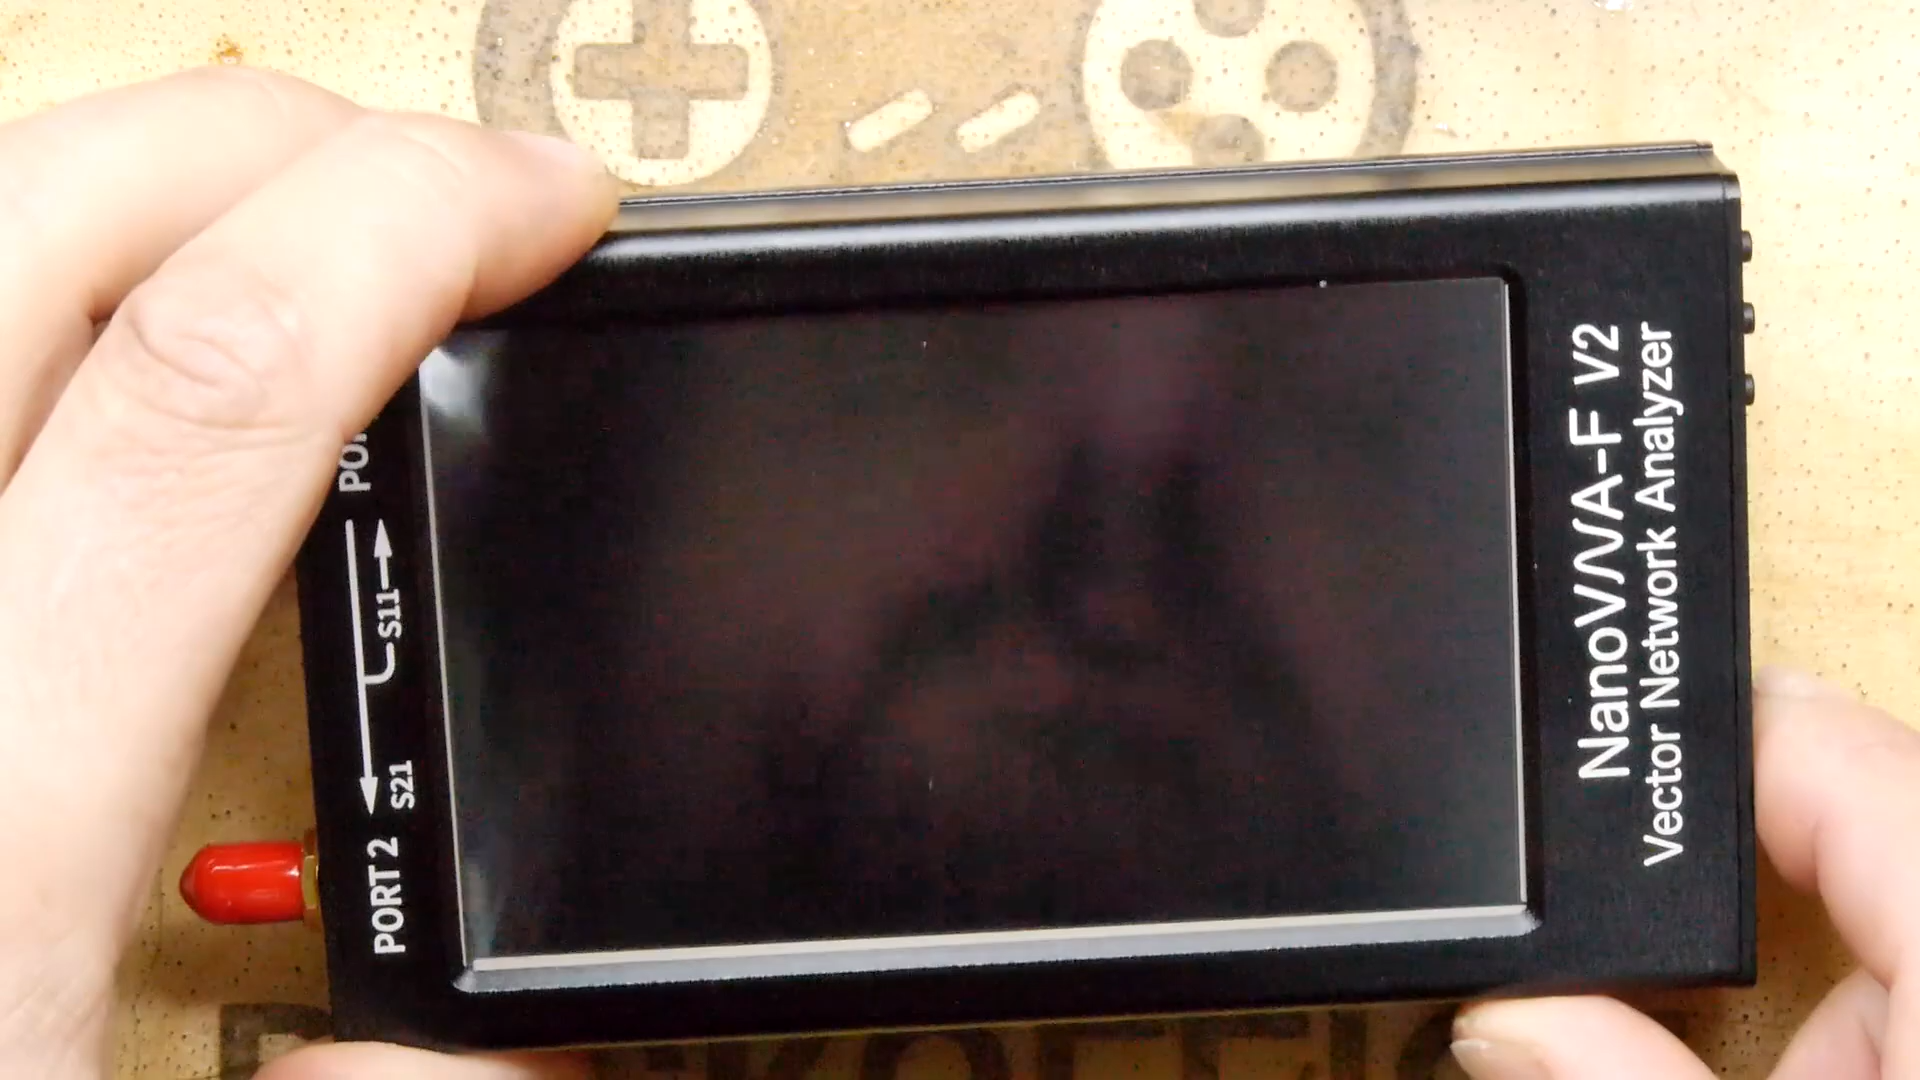 NanoVNA-F V2
Vector Network Analyzer
S11
S21
PORT 2